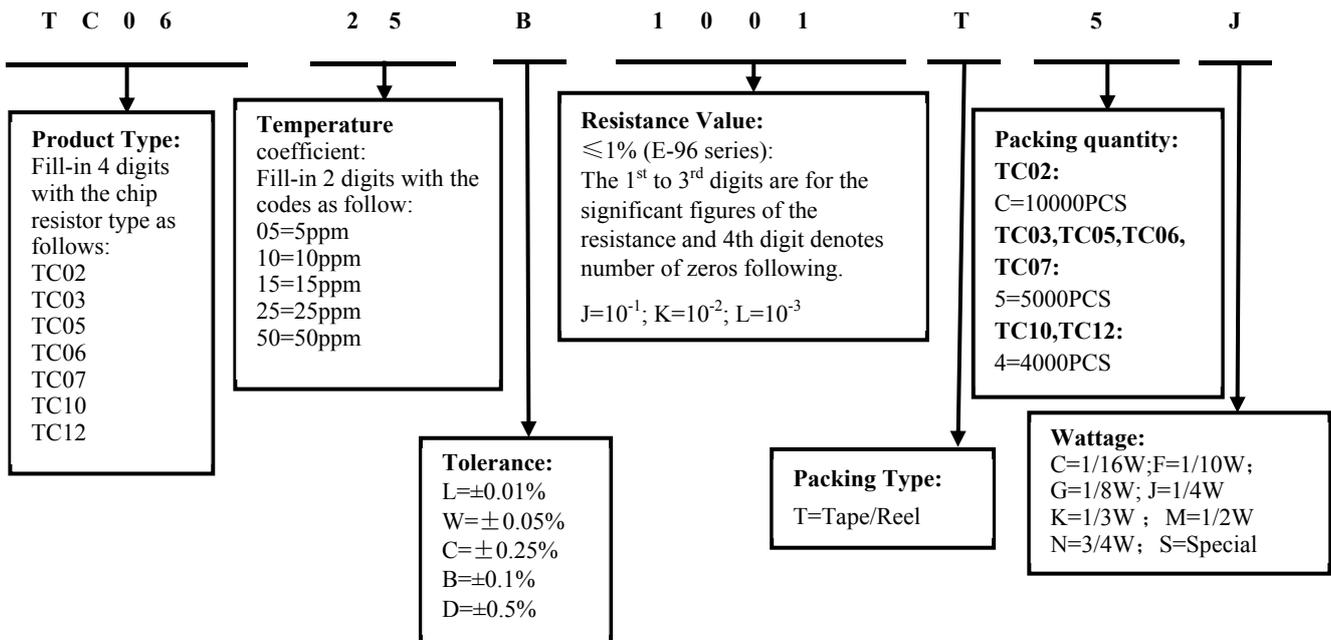 T C 0 6 2 5 B 1 0 0 1 T 5 J
Product Type:
Fill-in 4 digits
with the chip
resistor type as
follows:
TC02
TC03
TC05
TC06
TC07
TC10
TC12
Temperature
coefficient:
Fill-in 2 digits with the
codes as follow:
05=5ppm
10=10ppm
15=15ppm
25=25ppm
50=50ppm
Resistance Value:
≦1% (E-96 series):
The 1st to 3rd digits are for the
significant figures of the
resistance and 4th digit denotes
number of zeros following.
J=10-1; K=10-2; L=10-3
Packing quantity:
TC02:
C=10000PCS
TC03,TC05,TC06,
TC07:
5=5000PCS
TC10,TC12:
4=4000PCS
Tolerance:
L=±0.01%
W=±0.05%
C=±0.25%
B=±0.1%
D=±0.5%
Packing Type:
T=Tape/Reel
Wattage:
C=1/16W;F=1/10W；
G=1/8W; J=1/4W
K=1/3W ；M=1/2W
N=3/4W；S=Special